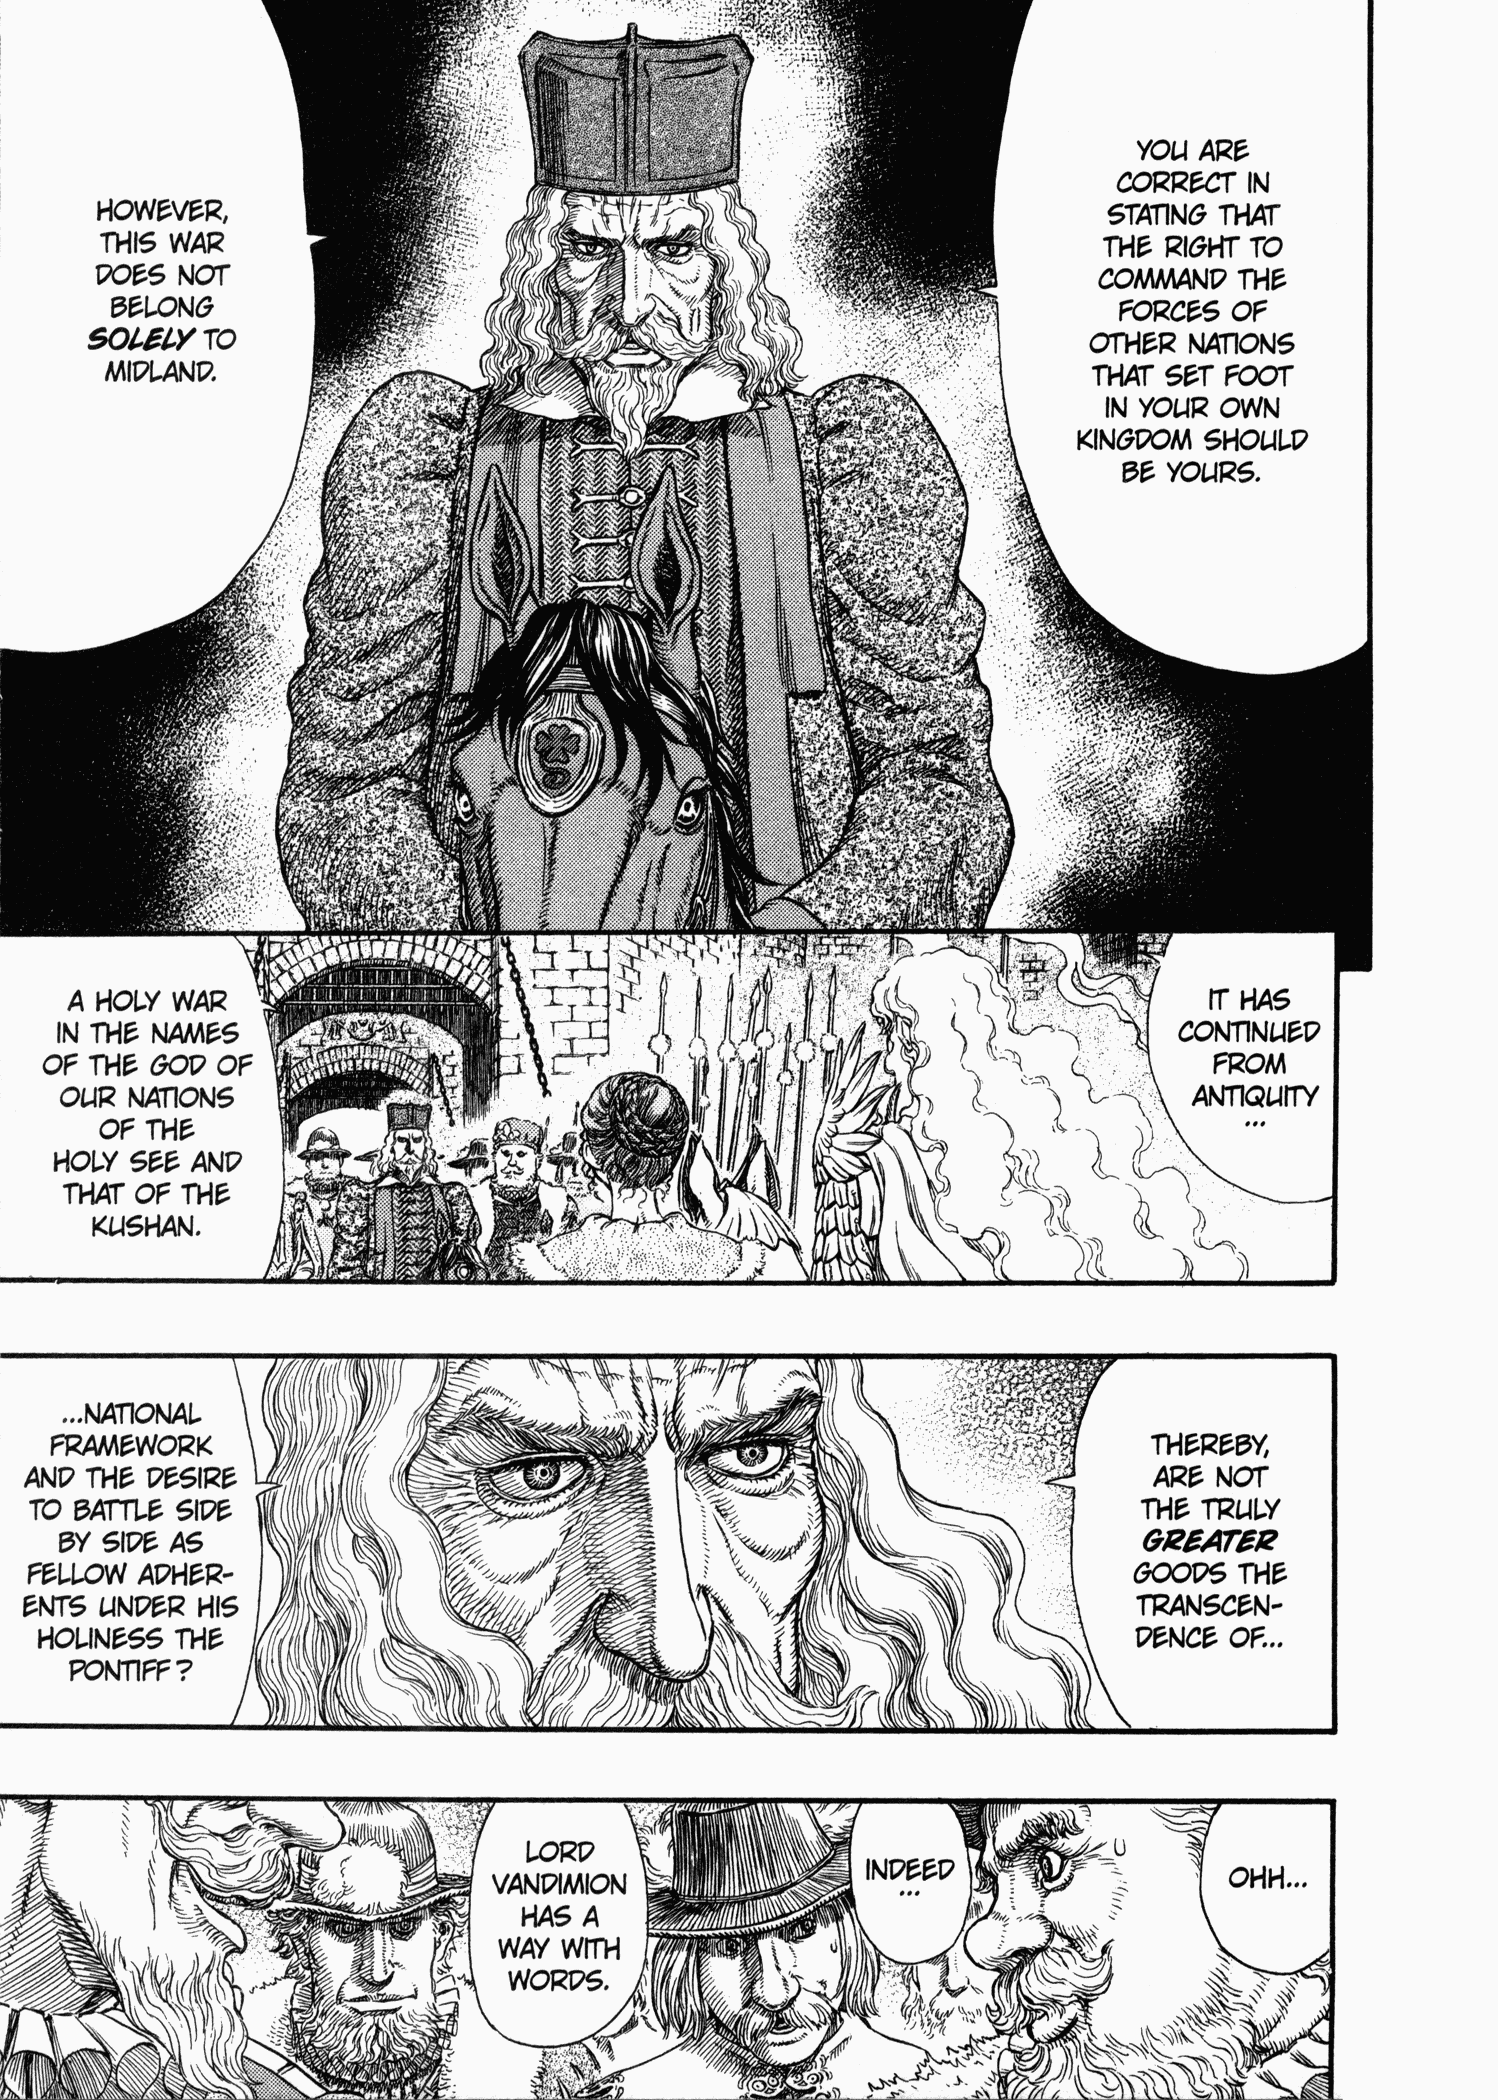 YOU ARE
CORRECT IN
STATING THAT
THE RIGHT TO
COMMAND THE
FORCES OF
OTHER NATIONS
THAT SET FOOT
IN YOUR OWN
KINGDOM SHOULD
BE YOURS.
HOWEVER,
THIS WAR
DOES NOT
BELONG
SOLELY TO
MIDLAND.
IT HAS
CONTINUED
FROM
ANTIQUITY
...
A HOLY WAR
IN THE NAMES
OF THE GOD OF
OUR NATIONS
OF THE
HOLY SEE AND
THAT OF THE
KUSHAN.
THEREBY,
ARE NOT
THE TRULY
GREATER
GOODS THE
TRANSCEN-
DENCE OF...
...NATIONAL
FRAMEWORK
AND THE DESIRE
TO BATTLE SIDE
BY SIDE AS
FELLOW ADHER-
ENTS UNDER HIS
HOLINESS THE
PONTIFF?
OHH...
INDEED
...
LORD
VANDIMION
HAS A
WAY WITH
WORDS.